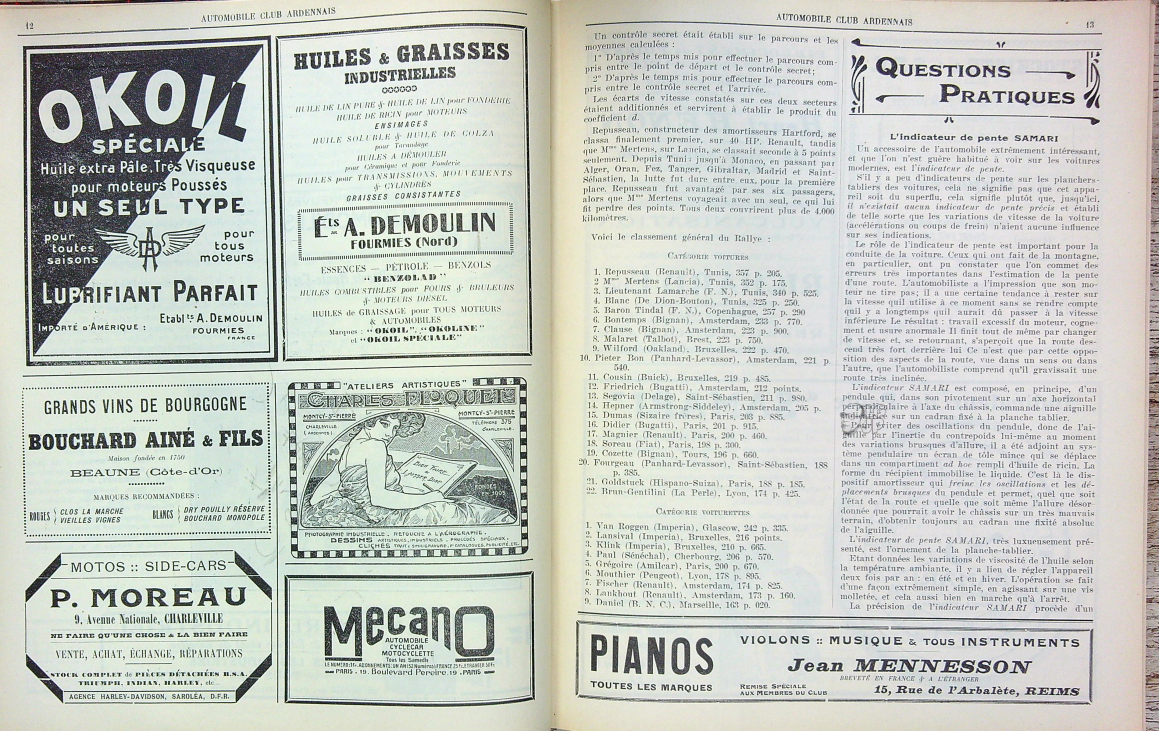 12
AUTOMOBILE CLUB ARDENNAIS
OKOIL
SPÉCIALE
Huile extra Pâle, Très Visqueuse
pour moteurs Poussés
UN SEUL TYPE
pour
toutes
saisons
pour
tous
moteurs
LUBRIFIANT PARFAIT
IMPORTÉ d'AMÉRIQUE :
Etablts A. DEMOULIN
FOURMIES
FRANCE
HUILES & GRAISSES
INDUSTRIELLES
HUILE DE LIN PURE & HUILE DE LIN pour FONDERIE
HUILE DE RICIN pour MOTEURS
ENSIMAGES
HUILE SOLUBLE & HUILE DE COLZA
pour Taraudage
HUILES A DÉMOULER
pour Céramique et pour Fonderie
HUILES pour TRANSMISSIONS, MOUVEMENTS
& CYLINDRES
GRAISSES CONSISTANTES
Éts A. DEMOULIN
FOURMIES (Nord)
ESSENCES — PÉTROLE — BENZOLS
"BENZOLAD"
HUILES COMBUSTIBLES pour FOURS & BRULEURS
& MOTEURS DIESEL
HUILES de GRAISSAGE pour TOUS MOTEURS
& AUTOMOBILES
Marques : "OKOIL", "OKOLINE"
et "OKOIL SPÉCIALE"
GRANDS VINS DE BOURGOGNE
BOUCHARD AINÉ & FILS
Maison fondée en 1750
BEAUNE (Côte-d'Or)
MARQUES RECOMMANDÉES :
ROUGES
CLOS LA MARCHE
VIEILLES VIGNES
BLANCS
DRY POUILLY RÉSERVE
BOUCHARD MONOPOLE
"ATELIERS ARTISTIQUES"
CHARLES FLOQUET
MONTCY-ST-PIERRE
CHARLEVILLE
(ARDENNES)
MONTCY-ST-PIERRE
TÉLÉPHONE 375
CHARLEVILLE.
FONDÉS
EN 1905
PHOTOGRAPHIE INDUSTRIELLE, RETOUCHE A L'AÉROGRAPHE,
DESSINS ARTISTIQUES, INDUSTRIELS, PROCÉDÉS SPÉCIAUX,
CLICHÉS
MOTOS :: SIDE-CARS
P. MOREAU
9, Avenue Nationale, CHARLEVILLE
NE FAIRE QU'UNE CHOSE & LA BIEN FAIRE
VENTE, ACHAT, ÉCHANGE, RÉPARATIONS
STOCK COMPLET de PIÈCES DÉTACHÉES B.S.A.
TRIUMPH, INDIAN, HARLEY, etc...
AGENCE HARLEY-DAVIDSON, SAROLÉA, D.F.R.
MecanO
AUTOMOBILE
CYCLECAR
MOTOCYCLETTE
Tous les Samedis
PARIS . 19 . Boulevard Pereire . 19 . PARIS
AUTOMOBILE CLUB ARDENNAIS
13
Un contrôle secret était établi sur le parcours et les
moyennes calculées :
1° D'après le temps mis pour effectuer le parcours com-
pris entre le point de départ et le contrôle secret;
2° D'après le temps mis pour effectuer le parcours com-
pris entre le contrôle secret et l'arrivée.
Les écarts de vitesse constatés sur ces deux secteurs
étaient additionnés et servirent à établir le produit du
coefficient d.
Repusseau, constructeur des amortisseurs Hartford, se
classa finalement premier, sur 40 HP. Renault, tandis
que Mme Mertens, sur Lancia, se classait seconde à 5 points
seulement. Depuis Tunis jusqu'à Monaco, en passant par
Alger, Oran, Fez, Tanger, Gibraltar, Madrid et Saint-
Sébastien, la lutte fut dure entre eux, pour la première
place. Repusseau fut avantagé par ses six passagers,
alors que Mme Mertens voyageait avec un seul, ce qui lui
fit perdre des points. Tous deux couvrirent plus de 4.000
kilomètres.
Voici le classement général du Rallye :
CATÉGORIE VOITURES
1. Repusseau (Renault), Tunis, 357 p. 205.
2 Mme Mertens (Lancia), Tunis, 352 p. 175.
3. Lieutenant Lamarche (F. N.), Tunis, 340 p. 525.
4. Blanc (De Dion-Bouton), Tunis, 325 p. 250.
5. Baron Tindal (F. N.), Copenhague, 257 p. 290
6. Bontemps (Bignan), Amsterdam, 233 p. 770.
7. Clause (Bignan), Amsterdam, 223 p. 900.
8. Malaret (Talbot), Brest, 223 p. 750.
9. Wilford (Oakland), Bruxelles, 222 p. 470.
10. Pieter Bon (Panhard-Levassor), Amsterdam, 221 p.
540.
11. Cousin (Buick), Bruxelles, 219 p. 485.
12. Friedrich (Bugatti), Amsterdam, 212 points.
13. Segovia (Delage), Saint-Sébastien, 211 p. 980.
14. Hepner (Armstrong-Siddeley), Amsterdam, 205 p.
15. Dumas (Sizaire frères), Paris, 203 p. 885.
16. Didier (Bugatti), Paris, 201 p. 915.
17. Magnier (Renault), Paris, 200 p. 460.
18. Soreau (Fiat), Paris, 198 p. 200.
19. Cozette (Bignan), Tours, 196 p. 660.
20. Fourgeau (Panhard-Levassor), Saint-Sébastien, 188
p. 385.
21. Goldstuck (Hispano-Suiza), Paris, 188 p. 185.
22. Brun-Gentilini (La Perle), Lyon, 174 p. 425.
CATÉGORIE VOITURETTES
1. Van Roggen (Imperia), Glascow, 242 p. 335.
2. Lansival (Imperia), Bruxelles, 216 points.
3. Klink (Imperia), Bruxelles, 210 p. 665.
4. Paul (Sénéchal), Cherbourg, 206 p. 570.
5. Grégoire (Amilcar), Paris, 200 p. 670.
6. Mouthier (Peugeot), Lyon, 178 p. 895.
7. Fischer (Renault), Amsterdam, 174 p. 825.
8. Lankhout (Renault), Amsterdam, 173 p. 160.
9. Daniel (B. N. C.), Marseille, 163 p. 020.
QUESTIONS
PRATIQUES
L'Indicateur de pente SAMARI
Un accessoire de l'automobile extrêmement intéressant,
et que l'on n'est guère habitué à voir sur les voitures
modernes, est l'indicateur de pente.
S'il y a peu d'indicateurs de pente sur les planchers-
tabliers des voitures, cela ne signifie pas que cet appa-
reil soit du superflu, cela signifie plutôt que, jusqu'ici,
il n'existait aucun indicateur de pente précis et établi
de telle sorte que les variations de vitesse de la voiture
(accélérations ou coups de frein) n'aient aucune influence
sur ses indications.
Le rôle de l'indicateur de pente est important pour la
conduite de la voiture. Ceux qui ont fait de la montagne,
en particulier, ont pu constater que l'on commet des
erreurs très importantes dans l'estimation de la pente
d'une route. L'automobiliste a l'impression que son mo-
teur ne tire pas; il a une certaine tendance à rester sur
la vitesse quil utilise à ce moment sans se rendre compte
quil y a longtemps quil aurait dû passer à la vitesse
inférieure Le résultat : travail excessif du moteur, cogne-
ment et usure anormale Il finit tout de même par changer
de vitesse et, se retournant, s'aperçoit que la route des-
cend très fort derrière lui Ce n'est que par cette oppo-
sition des aspects de la route, vue dans un sens ou dans
l'autre, que l'automobiliste comprend qu'il gravissait une
route très inclinée.
L'indicateur SAMARI est composé, en principe, d'un
pendule qui, dans son pivotement sur un axe horizontal
perpendiculaire à l'axe du châssis, commande une aiguille
sur un cadran fixé à la planche tablier.
éviter des oscillations du pendule, donc de l'ai-
par l'inertie du contrepoids lui-même au moment
des variations brusques d'allure, il a été adjoint au sys-
tème pendulaire un écran de tôle mince qui se déplace
dans un compartiment ad hoc rempli d'huile de ricin. La
forme du récipient immobilise le liquide. C'est là le dis-
positif amortisseur qui freine les oscillations et les dé-
placements brusques du pendule et permet, quel que soit
l'état de la route et quelle que soit même l'allure désor-
donnée que pourrait avoir le châssis sur un très mauvais
terrain, d'obtenir toujours au cadran une fixité absolue
de l'aiguille.
L'indicateur de pente SAMARI, très luxueusement pré-
senté, est l'ornement de la planche-tablier.
Etant données les variations de viscosité de l'huile selon
la température ambiante, il y a lieu de régler l'appareil
deux fois par an : en été et en hiver. L'opération se fait
d'une façon extrêmement simple, en agissant sur une vis
molletée, et cela aussi bien en marche qu'à l'arrêt.
La précision de l'indicateur SAMARI procède d'un
PIANOS
TOUTES LES MARQUES
VIOLONS :: MUSIQUE & TOUS INSTRUMENTS
Jean MENNESSON
BREVETÉ EN FRANCE & A L'ÉTRANGER
REMISE SPÉCIALE
AUX MEMBRES DU CLUB
15, Rue de l'Arbalète, REIMS